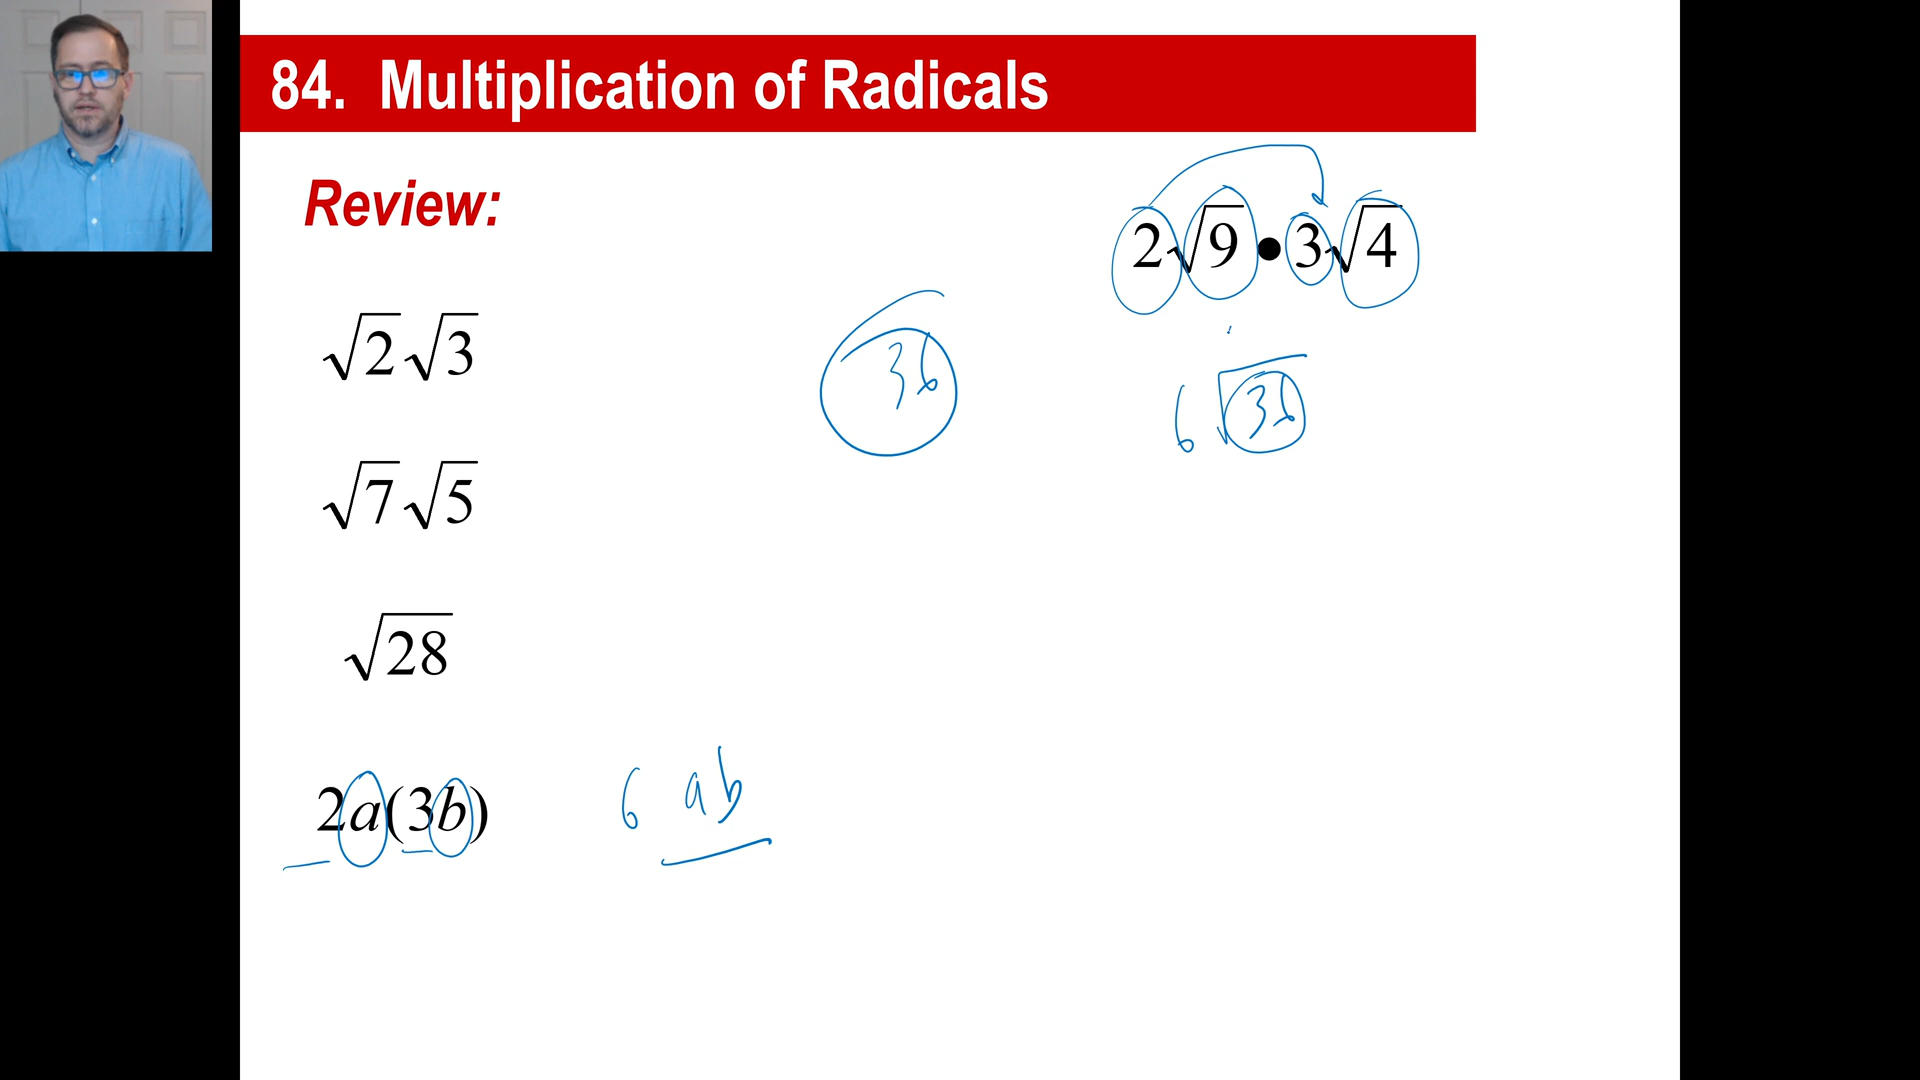 84. Multiplication of Radicals
Review:
2√9 • 3√4
√2√3
36
6√36
√7√5
√28
2a(3b)
6 ab